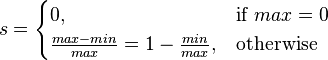 s = { 0, if max = 0
(max−min)/max = 1 − min/max, otherwise